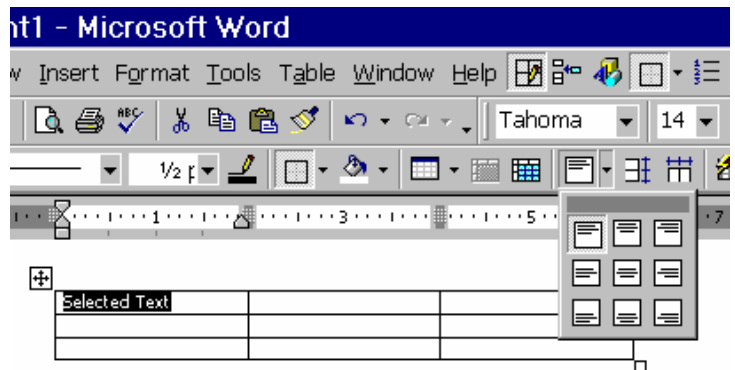 nt1 - Microsoft Word
w Insert Format Tools Table Window Help
ABC Tahoma 14
½ p
1 3 5 7
Selected Text